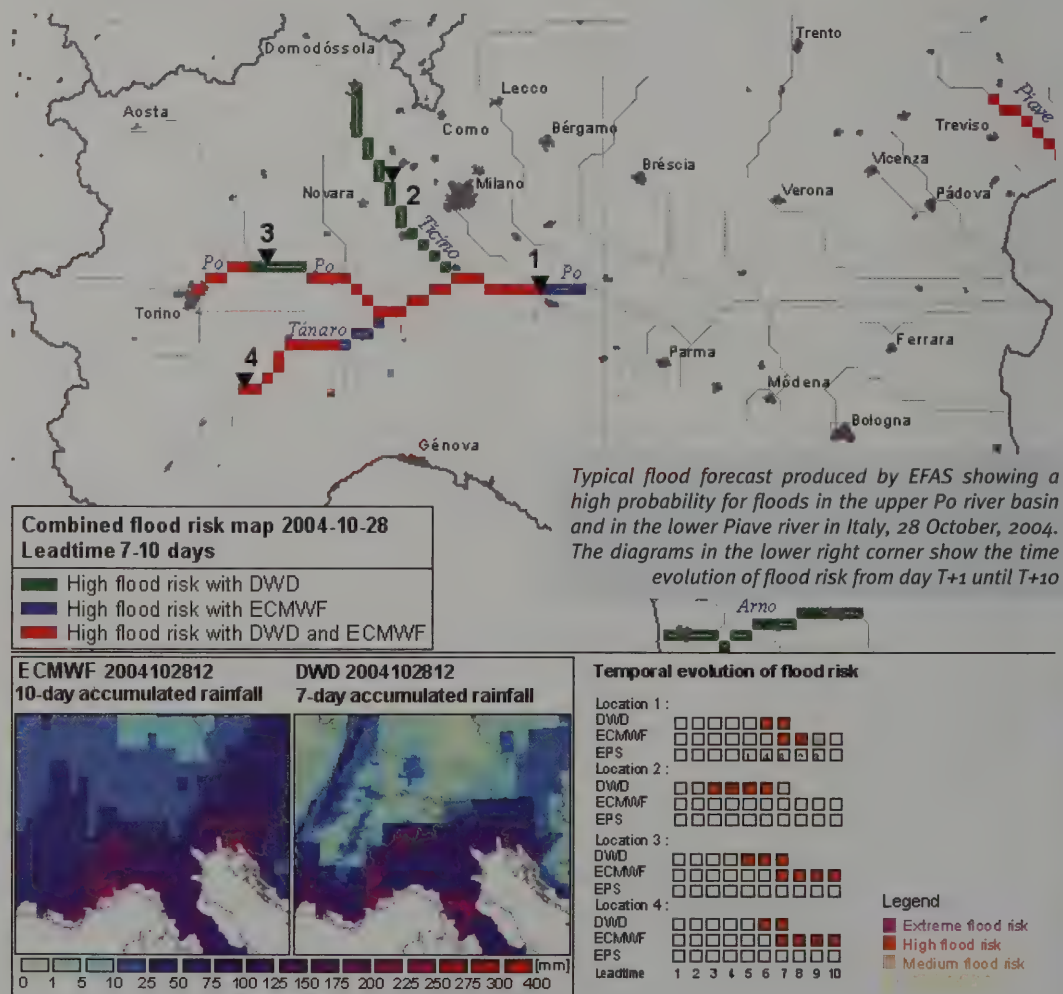 Domodóssola
Trento
Aosta
Lecco
Como
Bérgamo
Piave
Treviso
Bréscia
Vicenza
Novara
2
Milano
Verona
Pádova
Ticino
3
Po
Po
1
Po
Torino
Tánaro
4
Parma
Ferrara
Módena
Bologna
Génova
Typical flood forecast produced by EFAS showing a
high probability for floods in the upper Po river basin
and in the lower Piave river in Italy, 28 October, 2004.
The diagrams in the lower right corner show the time
evolution of flood risk from day T+1 until T+10
Combined flood risk map 2004-10-28
Leadtime 7-10 days
High flood risk with DWD
High flood risk with ECMWF
High flood risk with DWD and ECMWF
Arno
ECMWF 2004102812
10-day accumulated rainfall
DWD 2004102812
7-day accumulated rainfall
[mm]
0 1 5 10 25 50 75 100 125 150 175 200 225 250 300 400
Temporal evolution of flood risk
Location 1 :
DWD
ECMWF
EPS
Location 2 :
DWD
ECMWF
EPS
Location 3 :
DWD
ECMWF
EPS
Location 4 :
DWD
ECMWF
EPS
Leadtime 1 2 3 4 5 6 7 8 9 10
Legend
Extreme flood risk
High flood risk
Medium flood risk